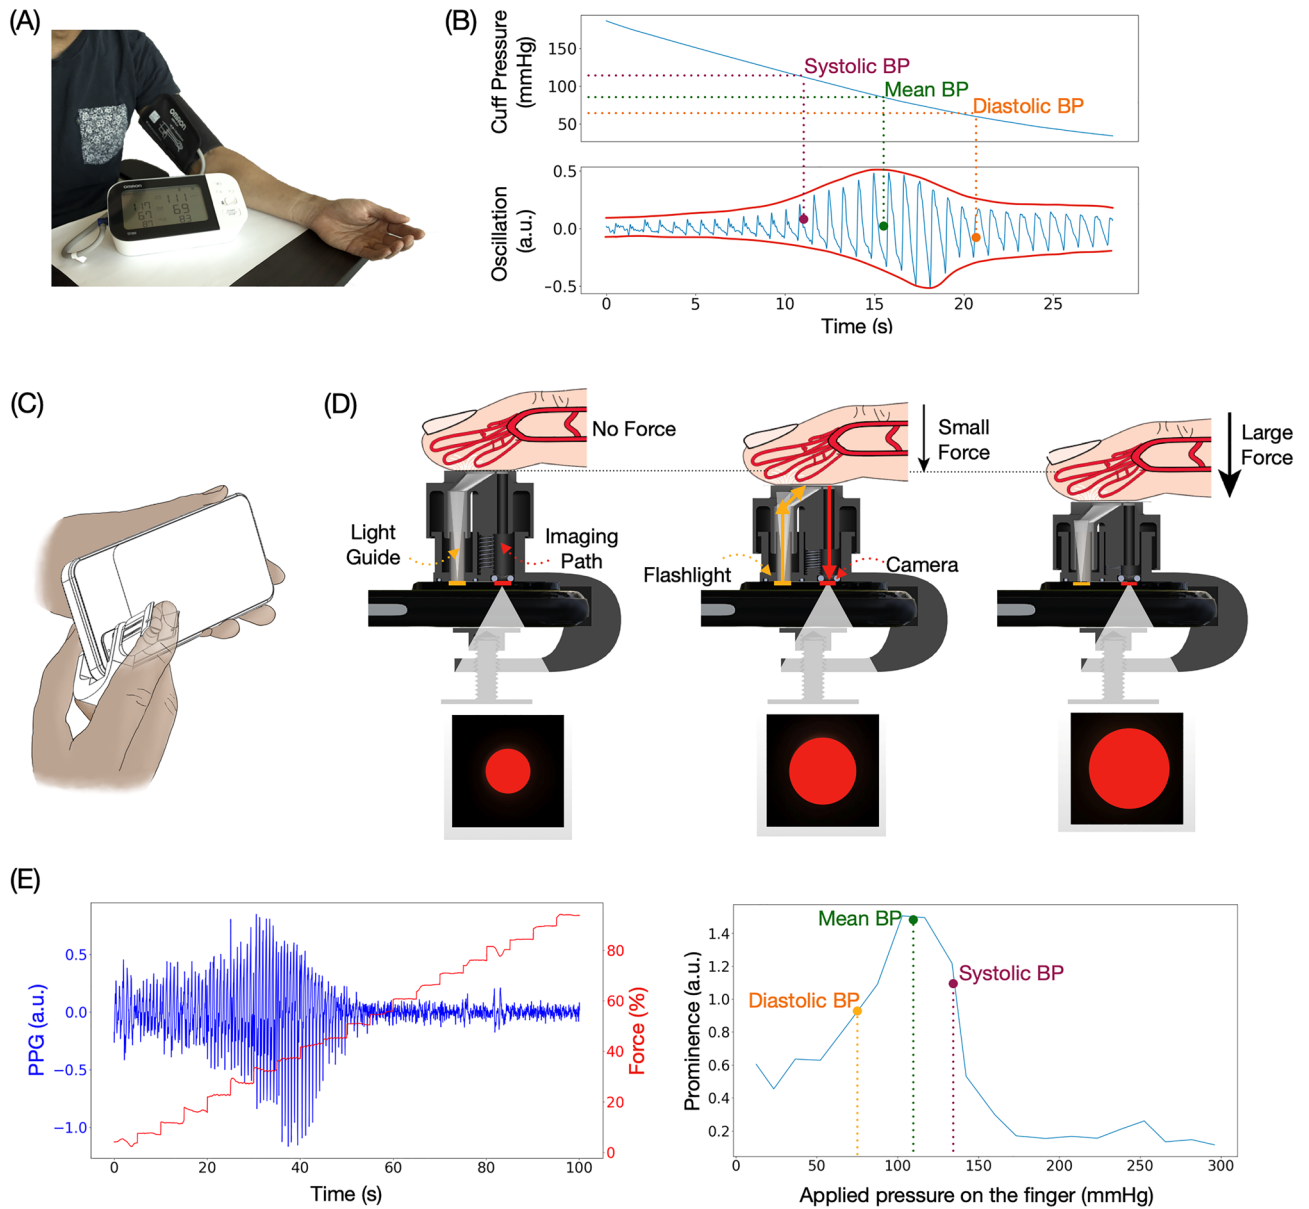 (A)
OMRON
(B)
Cuff Pressure
(mmHg)
150
100
50
Systolic BP
Mean BP
Diastolic BP
Oscillation
(a.u.)
0.5
0.0
−0.5
0
5
10
15
20
25
Time (s)
(C)
(D)
No Force
Small
Force
Large
Force
Light
Guide
Imaging
Path
Flashlight
Camera
(E)
PPG (a.u.)
0.5
0.0
−0.5
−1.0
0
20
40
60
80
100
Time (s)
Force (%)
80
60
40
20
0
Prominence (a.u.)
1.4
1.2
1.0
0.8
0.6
0.4
0.2
Mean BP
Systolic BP
Diastolic BP
0
50
100
150
200
250
300
Applied pressure on the finger (mmHg)